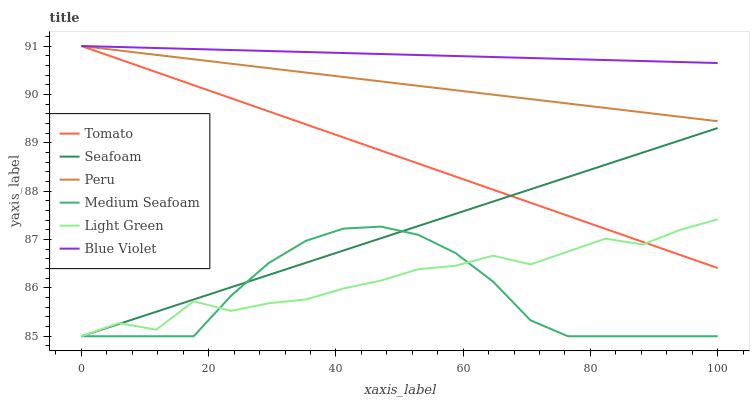 title
yaxis_label
91
90
89
88
87
86
85
Tomato
Seafoam
Peru
Medium Seafoam
Light Green
Blue Violet
0 20 40 60 80 100
xaxis_label